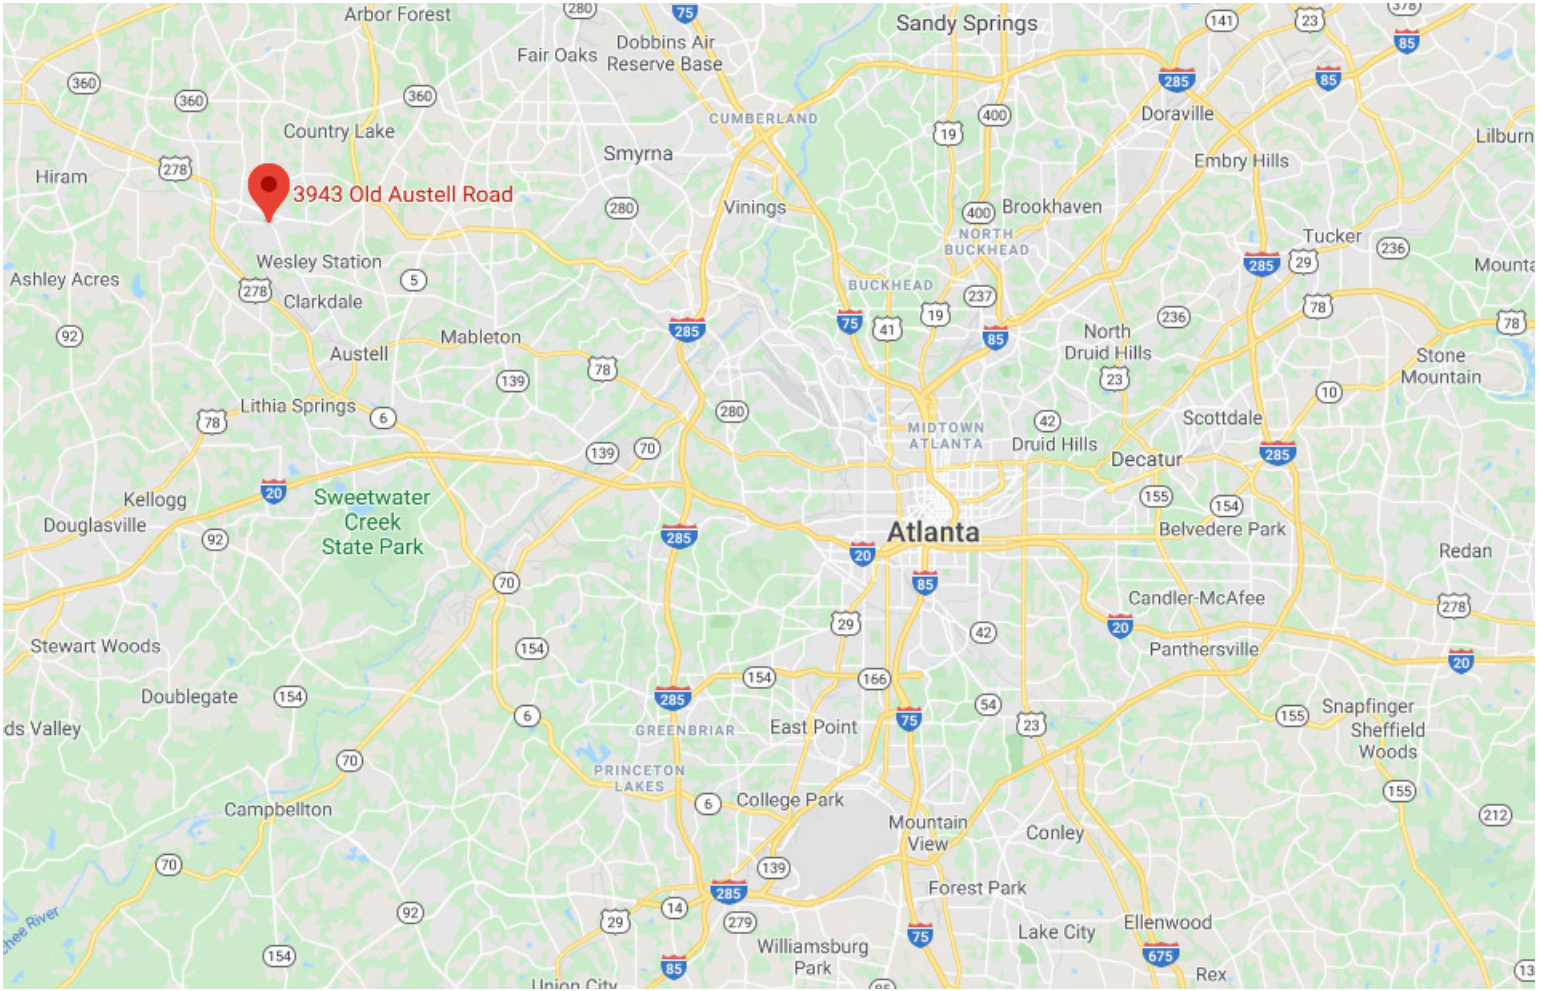 Arbor Forest
280
75
Sandy Springs
141
23
378
85
Fair Oaks
Dobbins Air
Reserve Base
360
360
360
285
85
CUMBERLAND
400
Doraville
Country Lake
19
Lilburn
Smyrna
Embry Hills
278
Hiram
3943 Old Austell Road
280
Vinings
400
Brookhaven
NORTH
BUCKHEAD
Tucker
236
Wesley Station
285
29
Mounta
Ashley Acres
5
BUCKHEAD
278
Clarkdale
237
78
19
236
75
41
285
92
Mableton
85
North
Druid Hills
78
Austell
78
Stone
Mountain
139
23
10
Lithia Springs
6
78
280
42
Scottdale
MIDTOWN
ATLANTA
Druid Hills
139
70
285
Decatur
20
Kellogg
Sweetwater
Creek
State Park
155
154
Douglasville
92
285
Atlanta
Belvedere Park
20
Redan
70
85
Candler-McAfee
278
29
42
20
Stewart Woods
154
Panthersville
20
154
166
Doublegate
154
285
54
Snapfinger
6
75
23
155
ds Valley
GREENBRIAR
East Point
Sheffield
Woods
70
PRINCETON
LAKES
6
College Park
155
Campbellton
212
Mountain
View
Conley
70
139
285
Forest Park
92
14
29
279
Ellenwood
chee River
75
Lake City
154
Williamsburg
Park
675
85
Rex
13
Union City
85